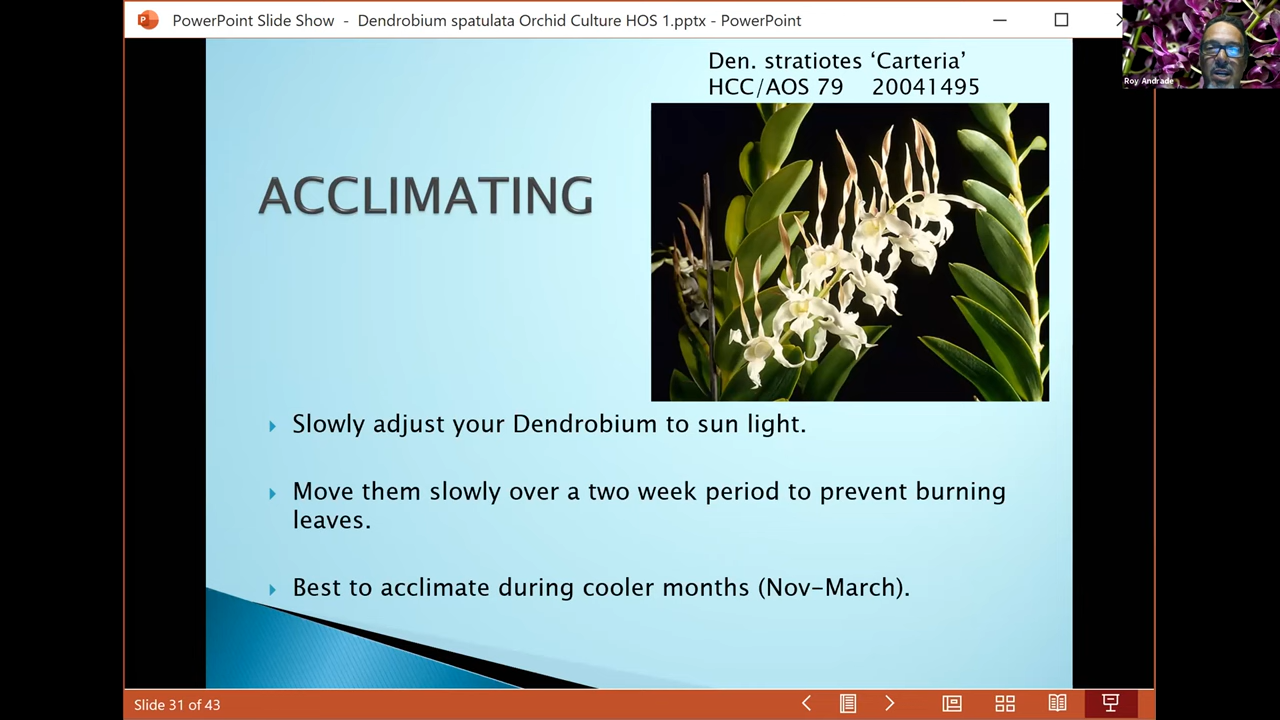 PowerPoint Slide Show - Dendrobium spatulata Orchid Culture HOS 1.pptx - PowerPoint
Roy Andrade
Den. stratiotes ‘Carteria’
HCC/AOS 79 20041495
ACCLIMATING
Slowly adjust your Dendrobium to sun light.
Move them slowly over a two week period to prevent burning
leaves.
Best to acclimate during cooler months (Nov-March).
Slide 31 of 43